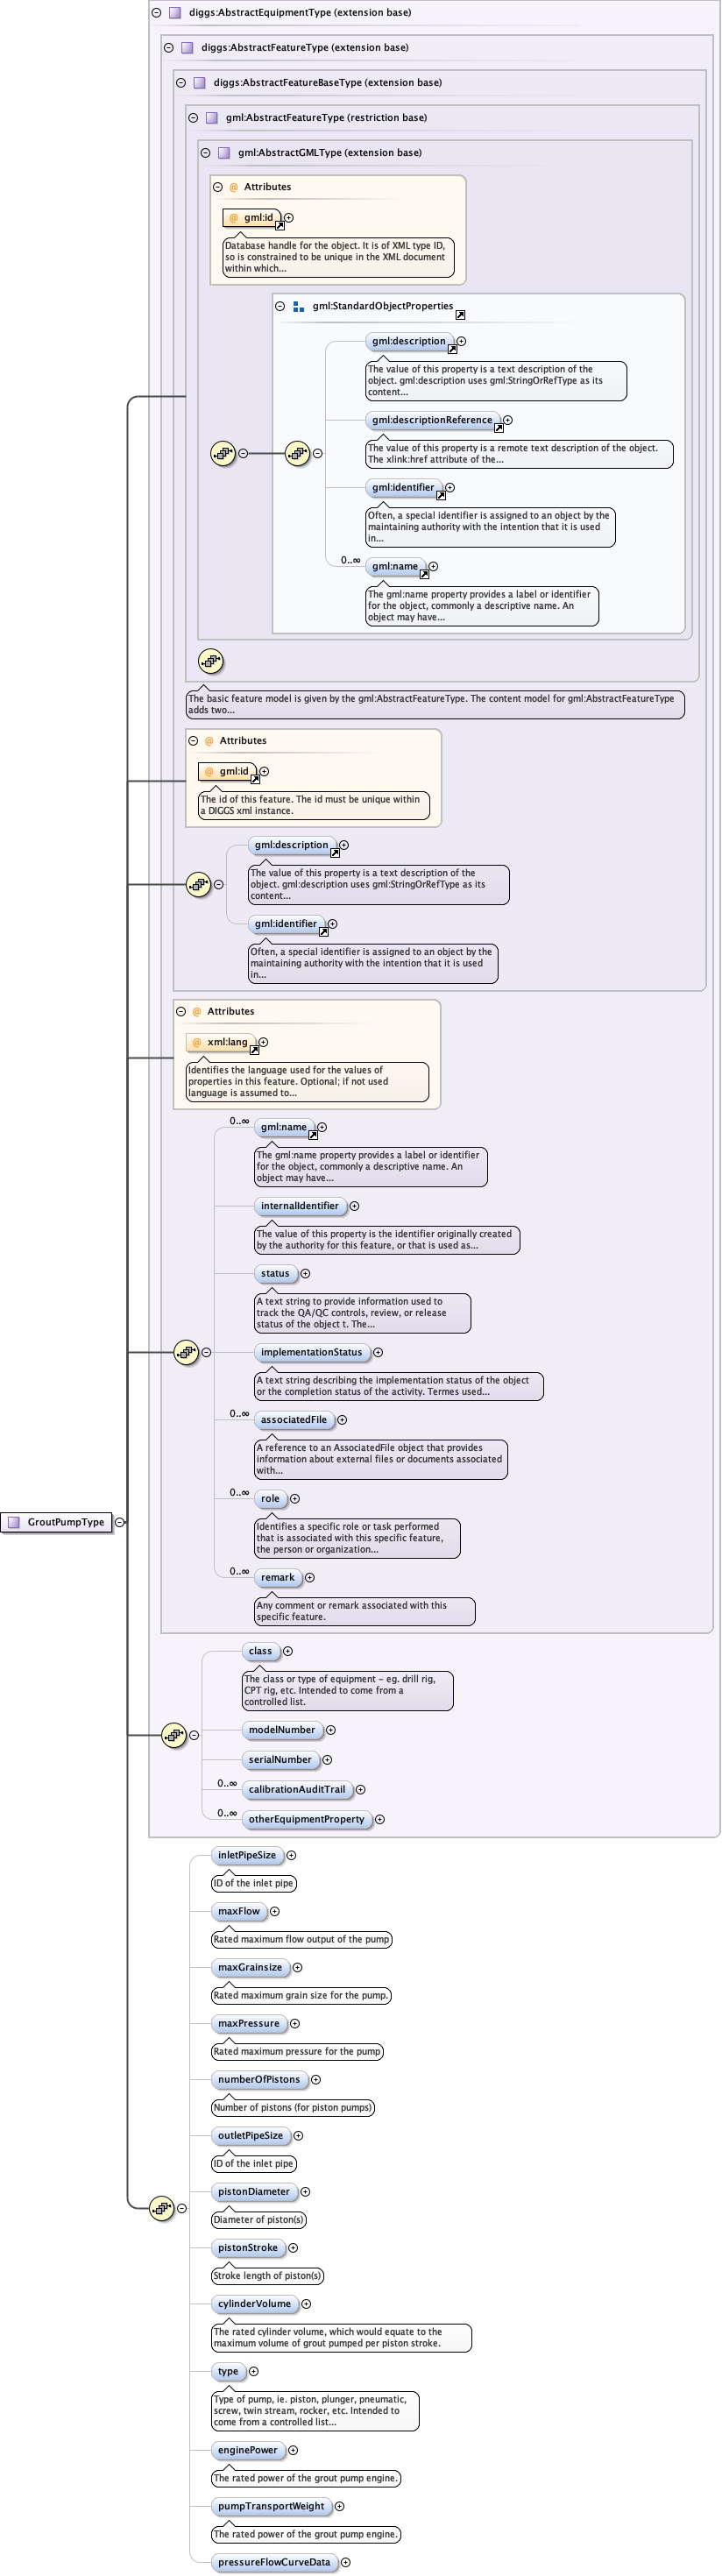 diggs:AbstractEquipmentType (extension base)
diggs:AbstractFeatureType (extension base)
diggs:AbstractFeatureBaseType (extension base)
gml:AbstractFeatureType (restriction base)
gml:AbstractGMLType (extension base)
@ Attributes
@ gml:id
Database handle for the object. It is of XML type ID,
so is constrained to be unique in the XML document
within which...
gml:StandardObjectProperties
gml:description
The value of this property is a text description of the
object. gml:description uses gml:StringOrRefType as its
content...
gml:descriptionReference
The value of this property is a remote text description of the object.
The xlink:href attribute of the...
gml:identifier
Often, a special identifier is assigned to an object by the
maintaining authority with the intention that it is used
in...
0..∞
gml:name
The gml:name property provides a label or identifier
for the object, commonly a descriptive name. An
object may have...
The basic feature model is given by the gml:AbstractFeatureType. The content model for gml:AbstractFeatureType
adds two...
@ Attributes
@ gml:id
The id of this feature. The id must be unique within
a DIGGS xml instance.
gml:description
The value of this property is a text description of the
object. gml:description uses gml:StringOrRefType as its
content...
gml:identifier
Often, a special identifier is assigned to an object by the
maintaining authority with the intention that it is used
in...
@ Attributes
@ xml:lang
Identifies the language used for the values of
properties in this feature. Optional; if not used
language is assumed to...
0..∞
gml:name
The gml:name property provides a label or identifier
for the object, commonly a descriptive name. An
object may have...
internalIdentifier
The value of this property is the identifier originally created
by the authority for this feature, or that is used as...
status
A text string to provide information used to
track the QA/QC controls, review, or release
status of the object t. The...
implementationStatus
A text string describing the implementation status of the object
or the completion status of the activity. Termes used...
0..∞
associatedFile
A reference to an AssociatedFile object that provides
information about external files or documents associated
with...
0..∞
role
Identifies a specific role or task performed
that is associated with this specific feature,
the person or organization...
GroutPumpType
0..∞
remark
Any comment or remark associated with this
specific feature.
class
The class or type of equipment - eg. drill rig,
CPT rig, etc. Intended to come from a
controlled list.
modelNumber
serialNumber
0..∞
calibrationAuditTrail
0..∞
otherEquipmentProperty
inletPipeSize
ID of the inlet pipe
maxFlow
Rated maximum flow output of the pump
maxGrainsize
Rated maximum grain size for the pump.
maxPressure
Rated maximum pressure for the pump
numberOfPistons
Number of pistons (for piston pumps)
outletPipeSize
ID of the inlet pipe
pistonDiameter
Diameter of piston(s)
pistonStroke
Stroke length of piston(s)
cylinderVolume
The rated cylinder volume, which would equate to the
maximum volume of grout pumped per piston stroke.
type
Type of pump, ie. piston, plunger, pneumatic,
screw, twin stream, rocker, etc. Intended to
come from a controlled list...
enginePower
The rated power of the grout pump engine.
pumpTransportWeight
The rated power of the grout pump engine.
pressureFlowCurveData